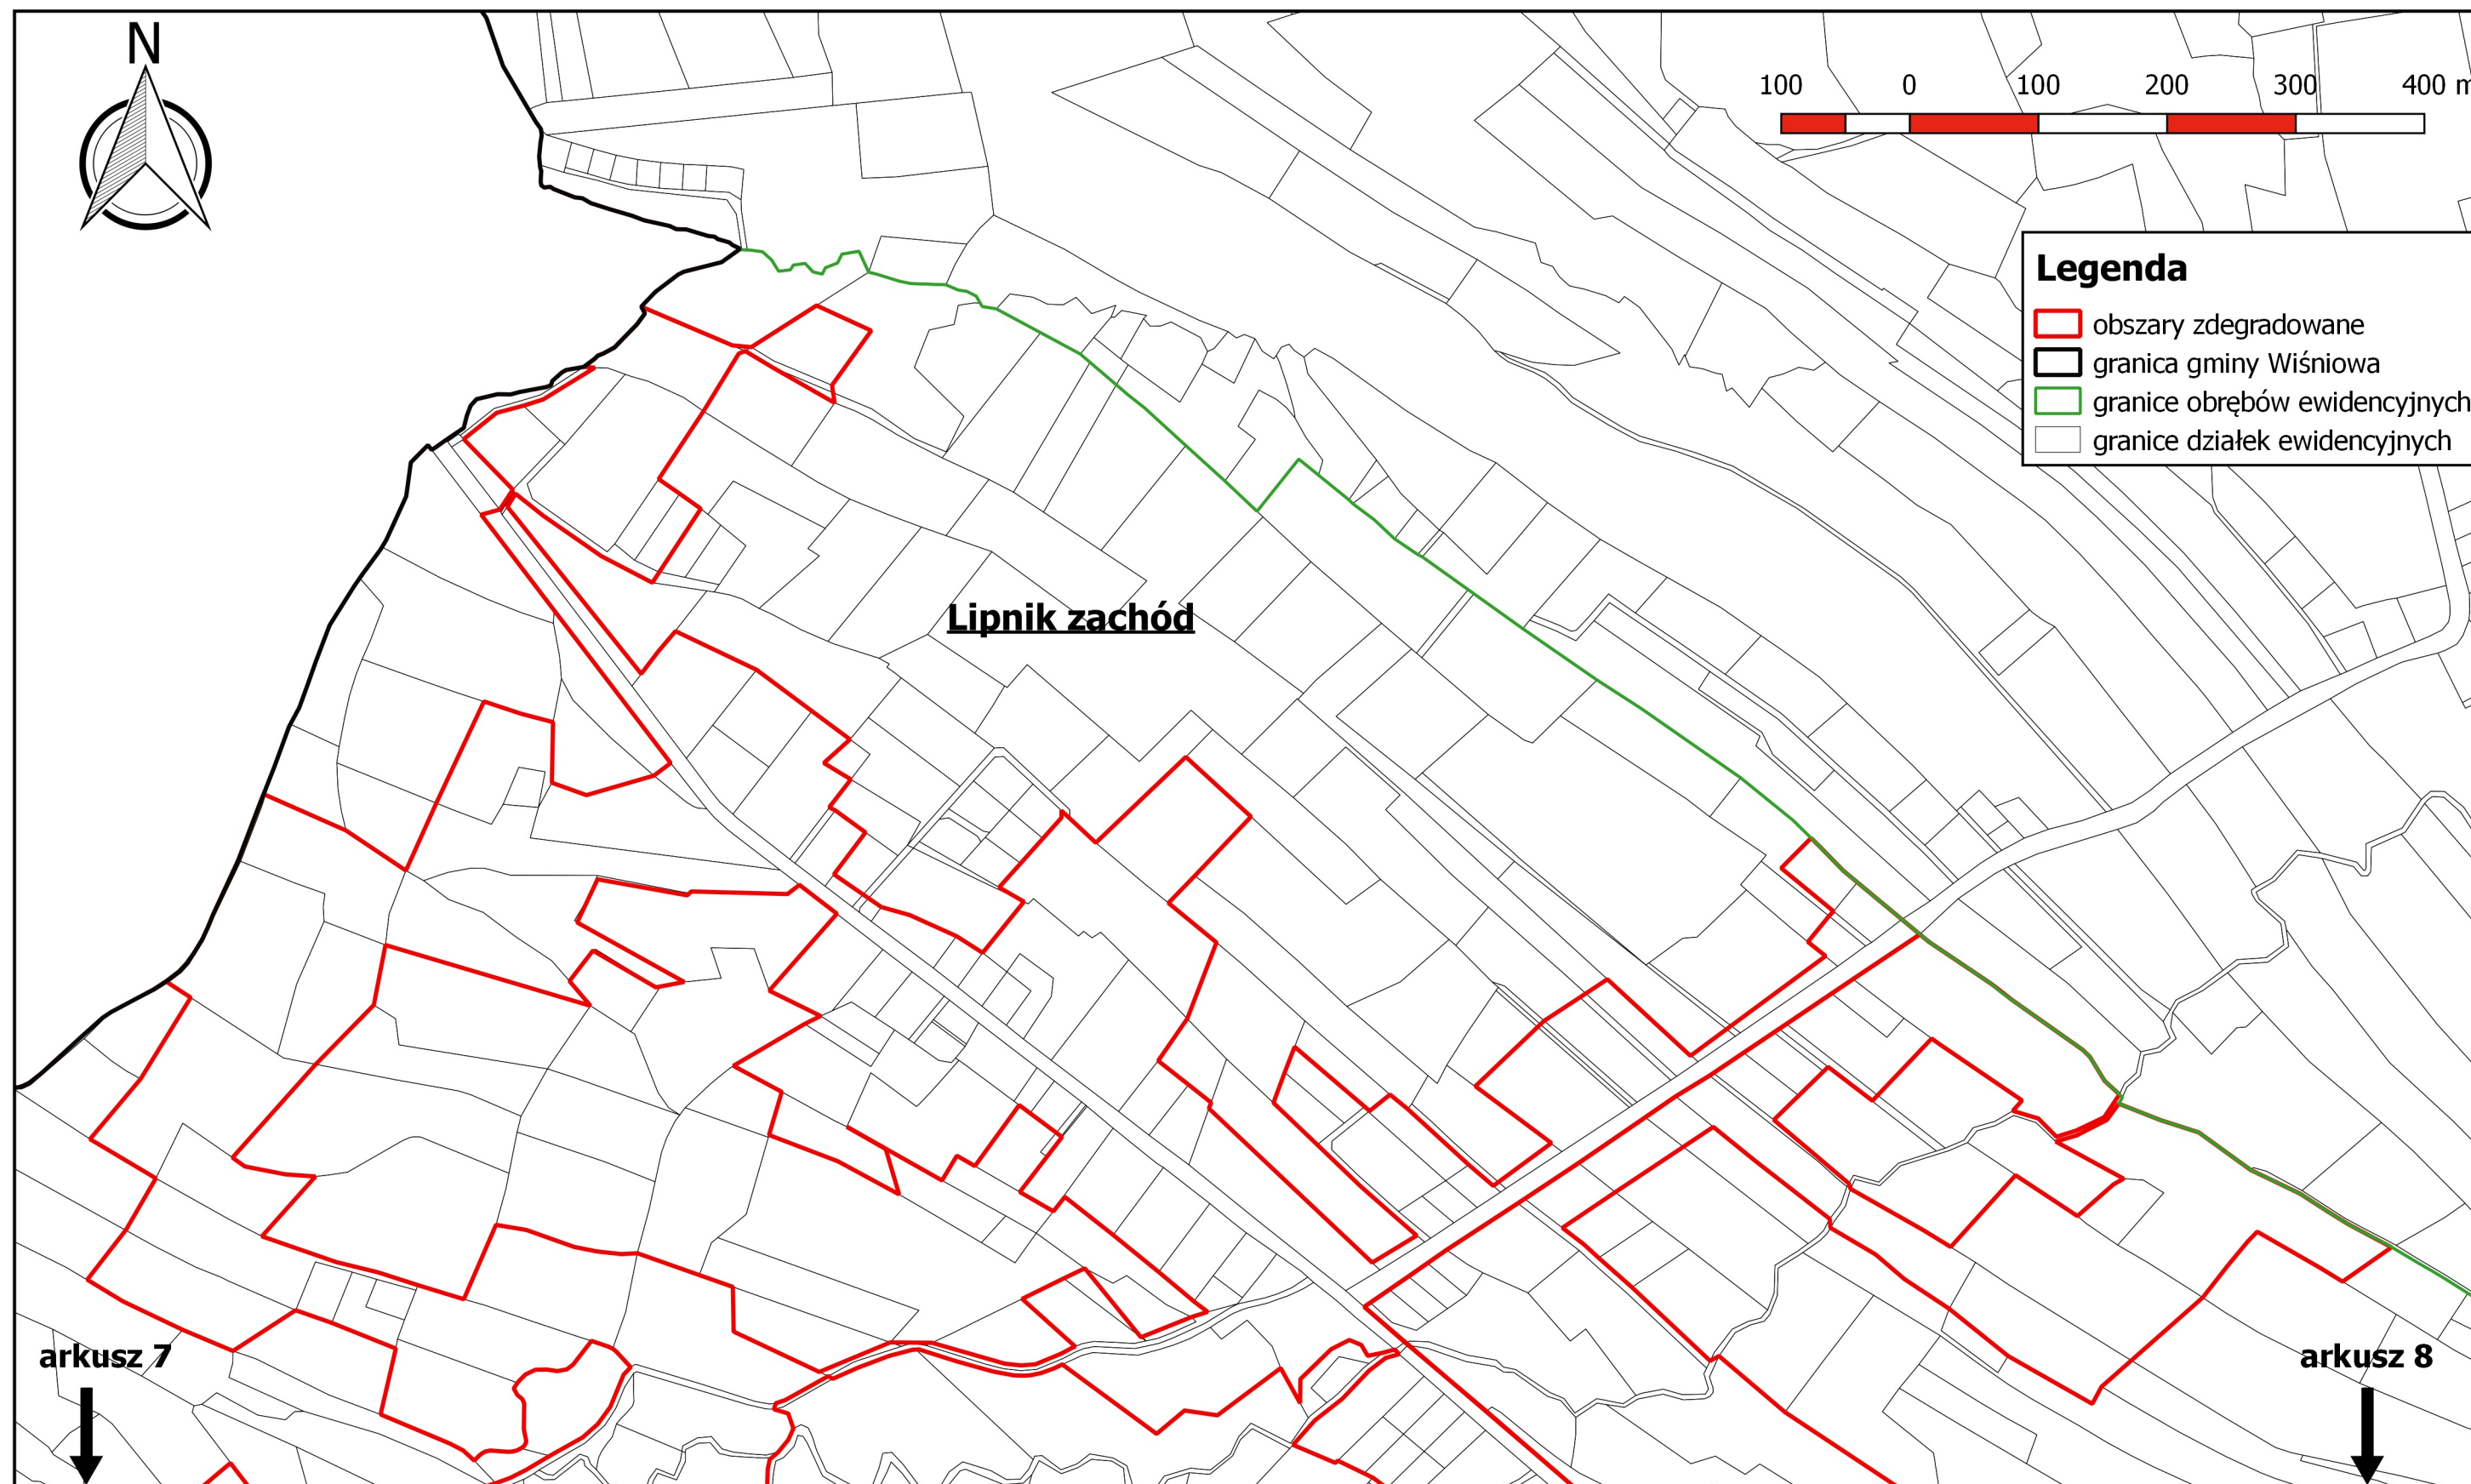 N
100 0 100 200 300 400 m
Legenda
obszary zdegradowane
granica gminy Wiśniowa
granice obrębów ewidencyjnych
granice działek ewidencyjnych
Lipnik zachód
arkusz 7
arkusz 8